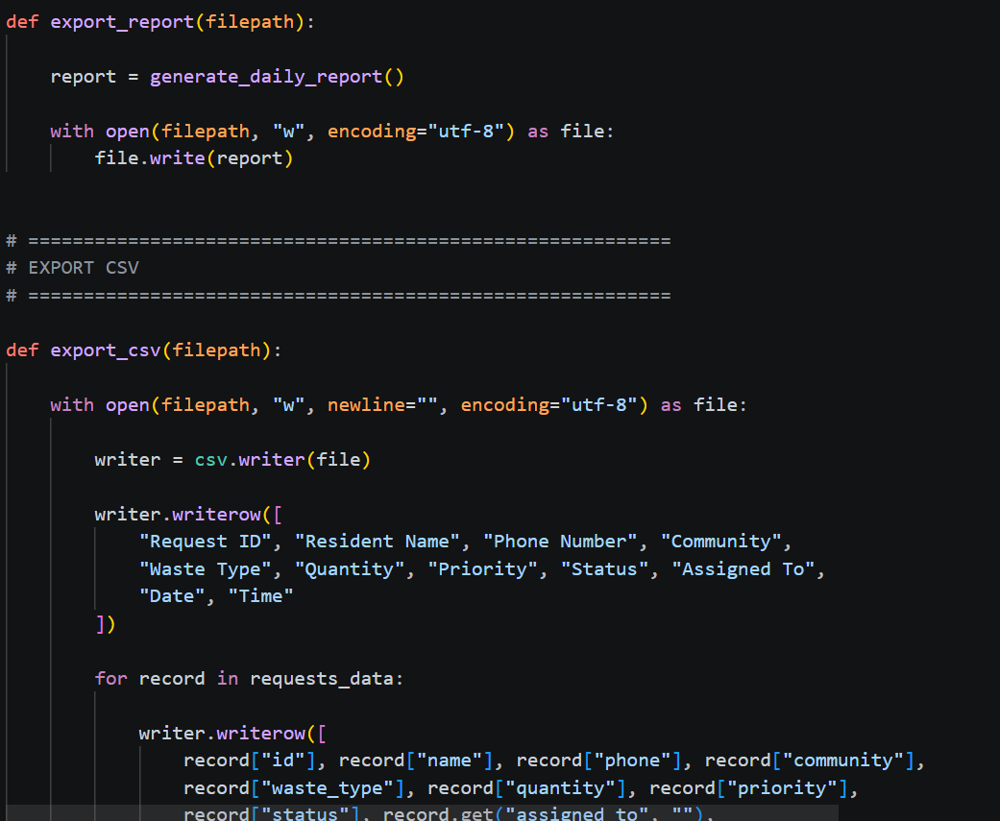 def export_report(filepath):
    report = generate_daily_report()
    with open(filepath, "w", encoding="utf-8") as file:
        file.write(report)
# ==========================================================
# EXPORT CSV
# ==========================================================
def export_csv(filepath):
    with open(filepath, "w", newline="", encoding="utf-8") as file:
        writer = csv.writer(file)
        writer.writerow([
            "Request ID", "Resident Name", "Phone Number", "Community",
            "Waste Type", "Quantity", "Priority", "Status", "Assigned To",
            "Date", "Time"
        ])
        for record in requests_data:
            writer.writerow([
                record["id"], record["name"], record["phone"], record["community"],
                record["waste_type"], record["quantity"], record["priority"],
                record["status"], record.get("assigned_to", ""),